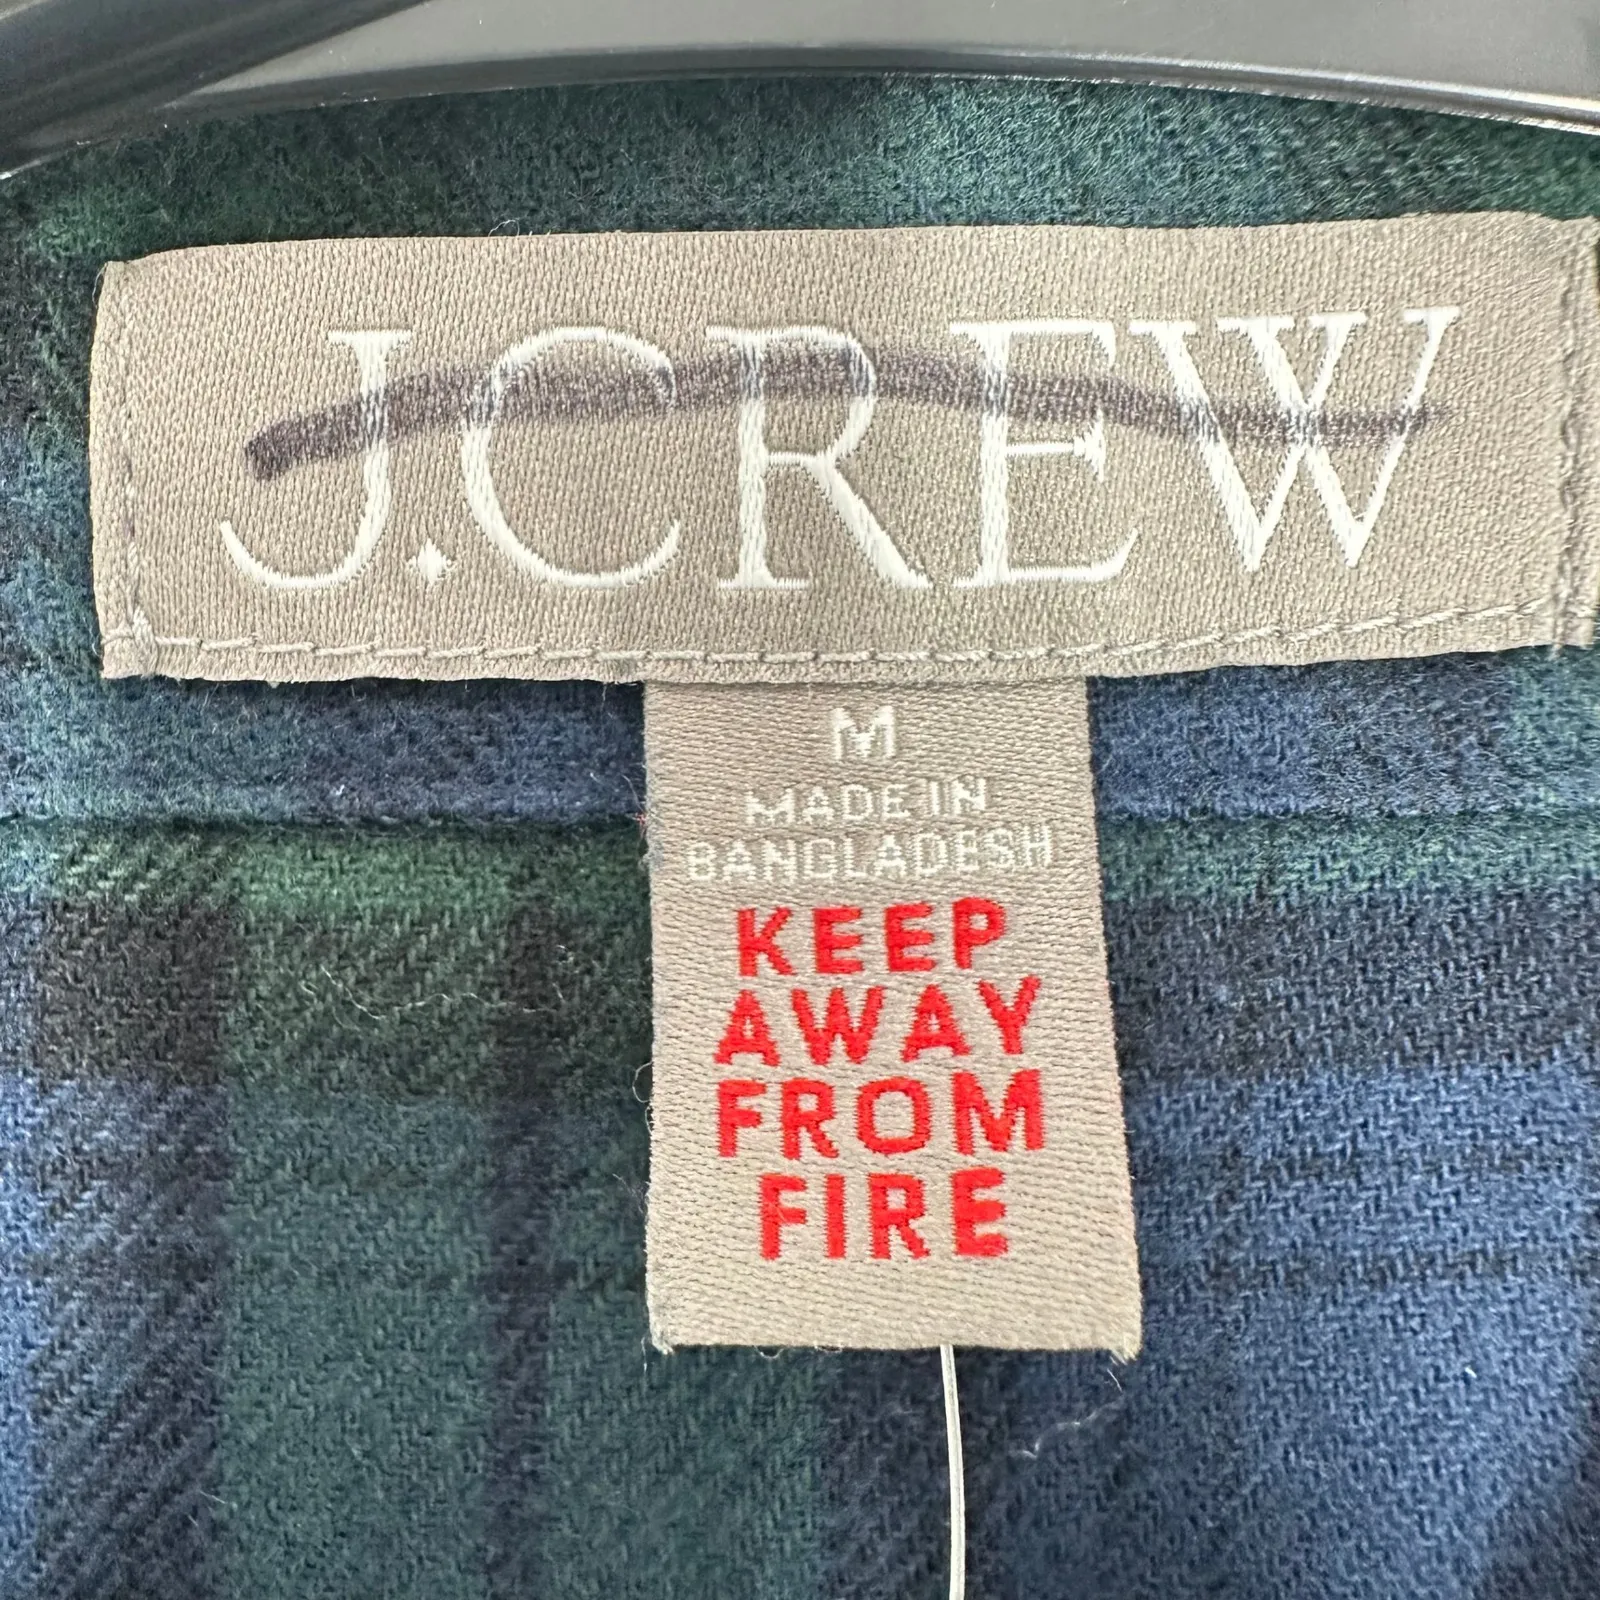 J.CREW
M
MADE IN
BANGLADESH
KEEP
AWAY
FROM
FIRE